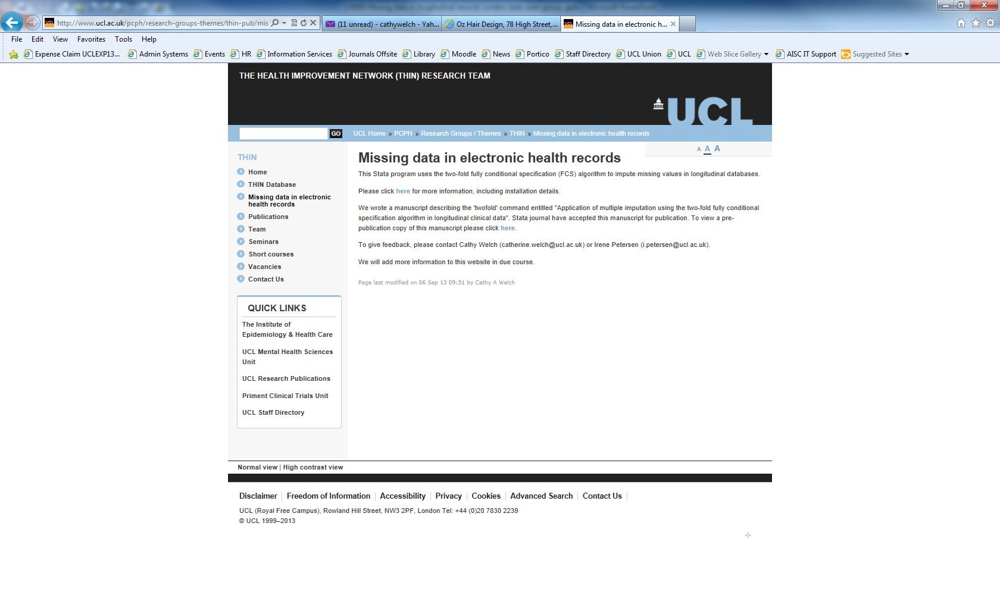 http://www.ucl.ac.uk/pcph/research-groups-themes/thin-pub/mis
(11 unread) - cathywelch - Yah...
Oz Hair Design, 78 High Street,...
Missing data in electronic h...
File Edit View Favorites Tools Help
Expense Claim UCLEXP13... Admin Systems Events HR Information Services Journals Offsite Library Moodle News Portico Staff Directory UCL Union UCL Web Slice Gallery AISC IT Support Suggested Sites
THE HEALTH IMPROVEMENT NETWORK (THIN) RESEARCH TEAM
UCL
GO
UCL Home » PCPH » Research Groups / Themes » THIN » Missing data in electronic health records
A A A
THIN
Home
THIN Database
Missing data in electronic
health records
Publications
Team
Seminars
Short courses
Vacancies
Contact Us
QUICK LINKS
The Institute of
Epidemiology & Health Care
UCL Mental Health Sciences
Unit
UCL Research Publications
Priment Clinical Trials Unit
UCL Staff Directory
Missing data in electronic health records
This Stata program uses the two-fold fully conditional specification (FCS) algorithm to impute missing values in longitudinal databases.
Please click here for more information, including installation details.
We wrote a manuscript describing the 'twofold' command entitled "Application of multiple imputation using the two-fold fully conditional
specification algorithm in longitudinal clinical data". Stata journal have accepted this manuscript for publication. To view a pre-
publication copy of this manuscript please click here.
To give feedback, please contact Cathy Welch (catherine.welch@ucl.ac.uk) or Irene Petersen (i.petersen@ucl.ac.uk).
We will add more information to this website in due course.
Page last modified on 06 Sep 13 09:51 by Cathy A Welch
Normal view | High contrast view
Disclaimer Freedom of Information Accessibility Privacy Cookies Advanced Search Contact Us
UCL (Royal Free Campus), Rowland Hill Street, NW3 2PF, London Tel: +44 (0)20 7830 2239
© UCL 1999–2013